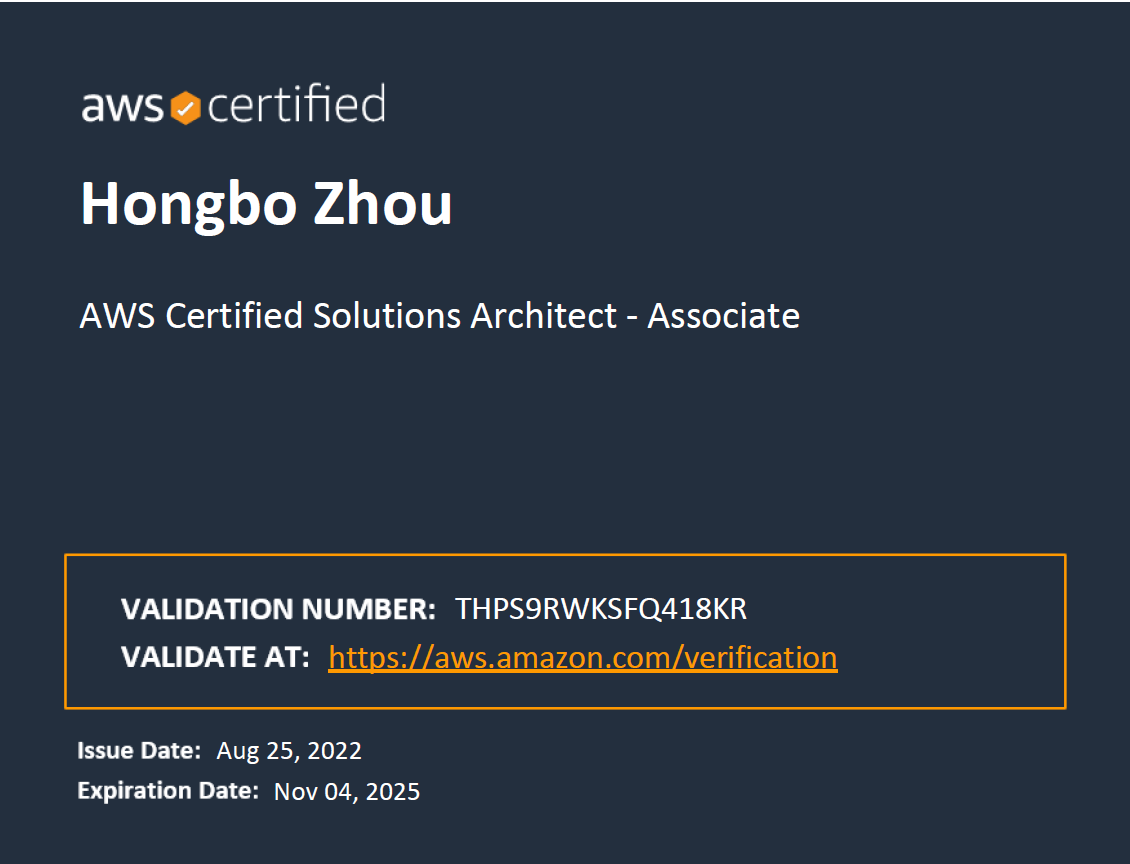 aws certified
Hongbo Zhou
AWS Certified Solutions Architect - Associate
VALIDATION NUMBER: THPS9RWKSFQ418KR
VALIDATE AT: https://aws.amazon.com/verification
Issue Date: Aug 25, 2022
Expiration Date: Nov 04, 2025